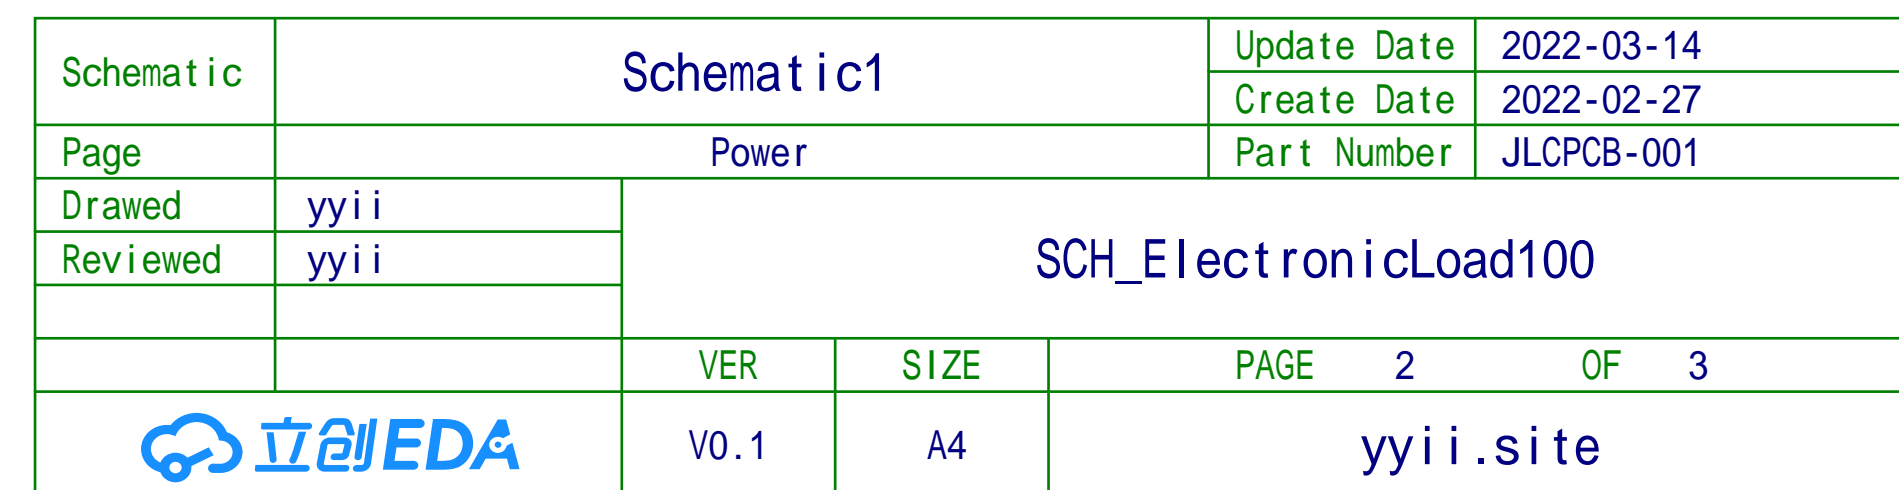 Schematic Schematic1 Update Date 2022-03-14
Create Date 2022-02-27
Page Power Part Number JLCPCB-001
Drawed yyii
Reviewed yyii
SCH_ElectronicLoad100
VER SIZE PAGE 2 OF 3
立创EDA V0.1 A4 yyii.site